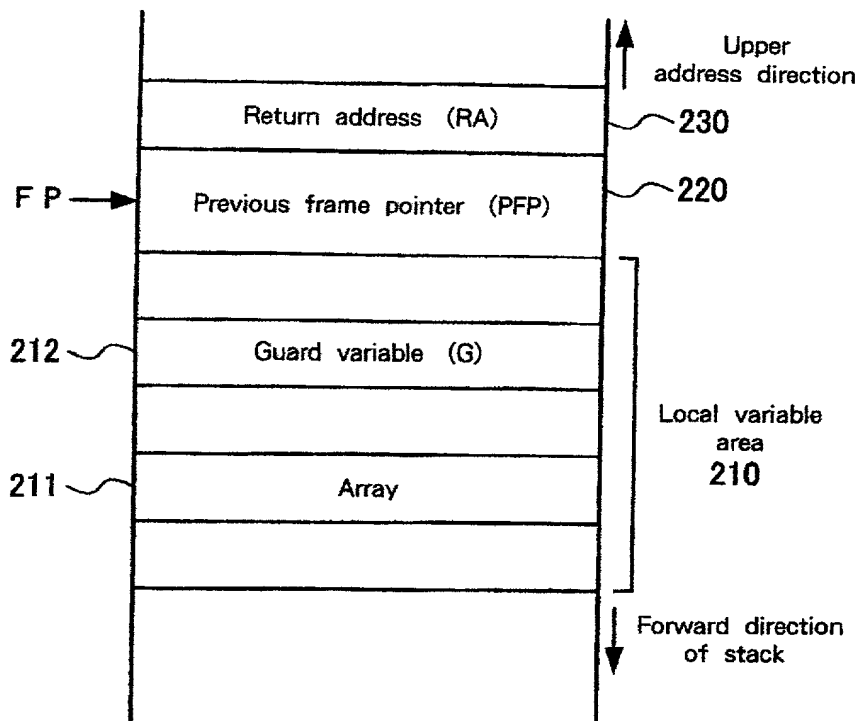 Upper
address direction
Return address (RA)
230
FP
Previous frame pointer (PFP)
220
212
Guard variable (G)
Local variable
area
210
211
Array
Forward direction
of stack